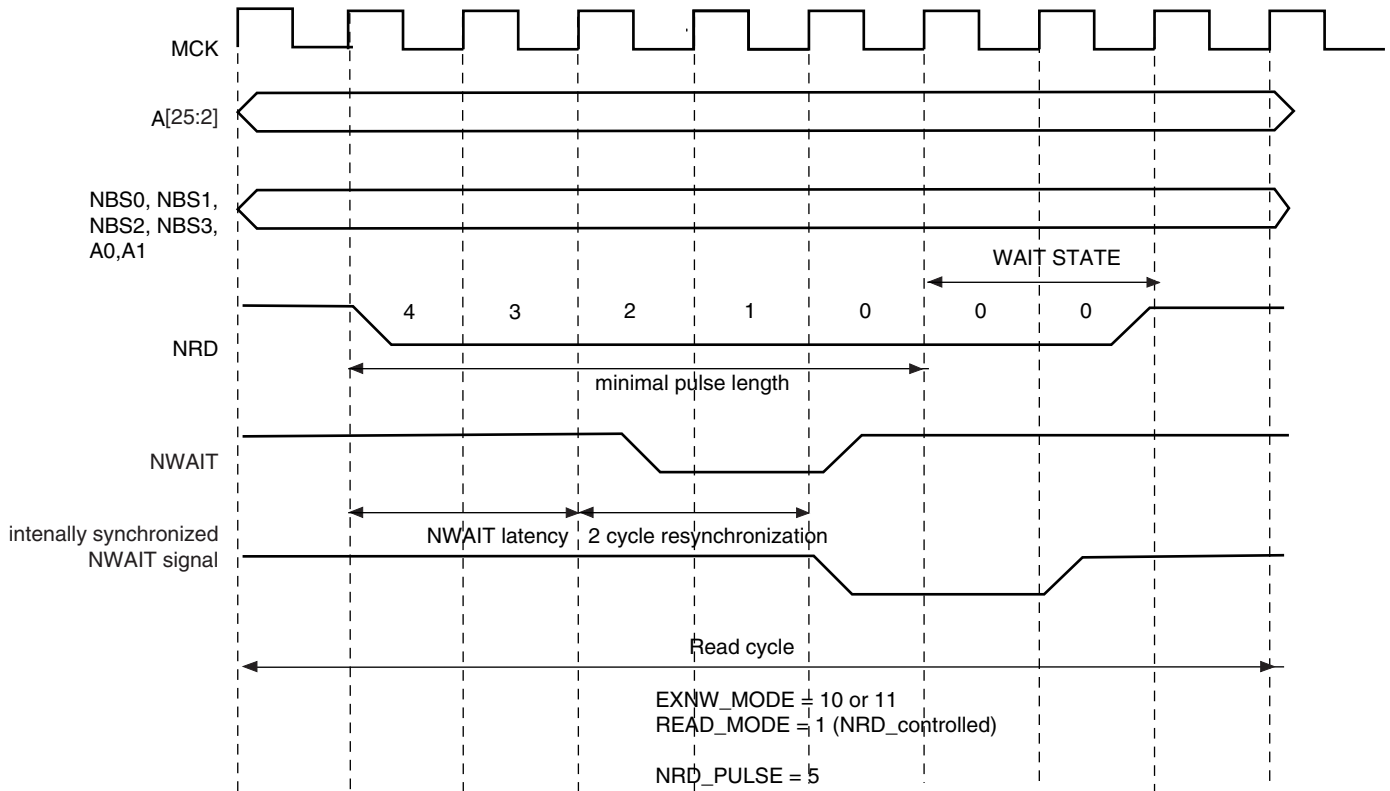 MCK
A[25:2]
NBS0, NBS1,
NBS2, NBS3,
A0,A1
WAIT STATE
4 3 2 1 0 0 0
NRD
minimal pulse length
NWAIT
NWAIT latency 2 cycle resynchronization
intenally synchronized
NWAIT signal
Read cycle
EXNW_MODE = 10 or 11
READ_MODE = 1 (NRD_controlled)
NRD_PULSE = 5